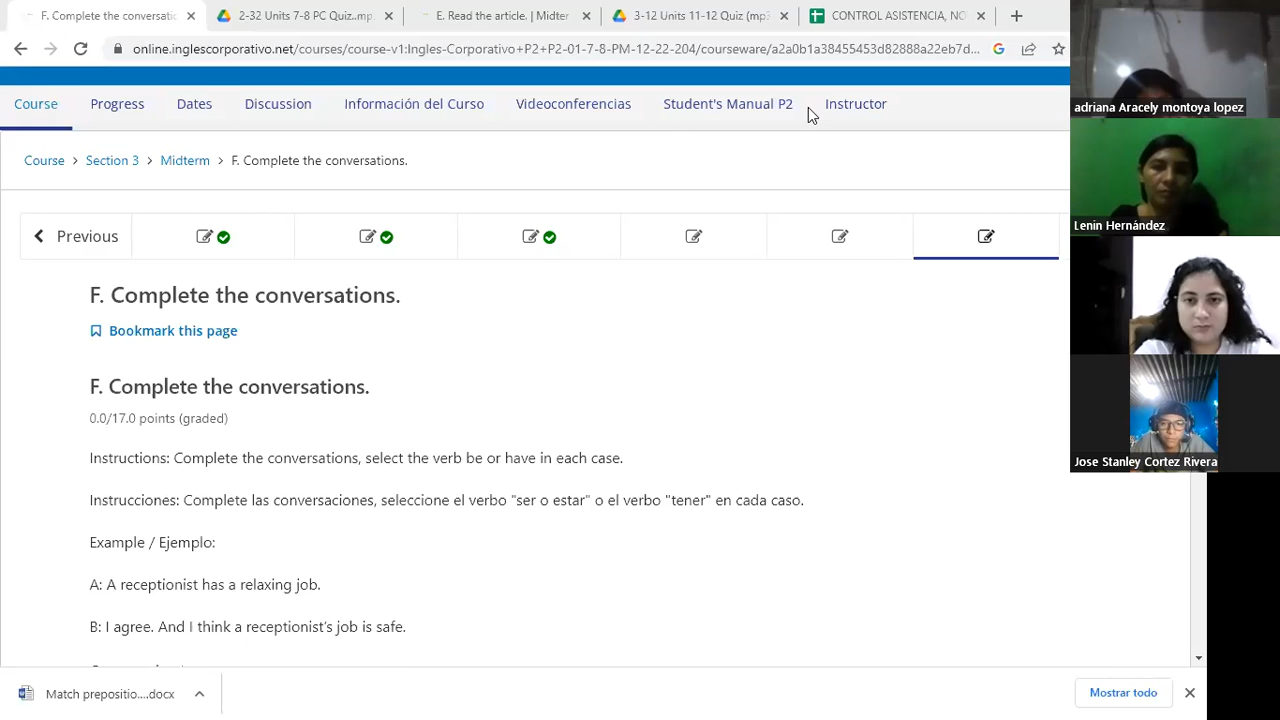 F. Complete the conversatio
2-32 Units 7-8 PC Quiz..mp
E. Read the article. | Midter
3-12 Units 11-12 Quiz (mp3
CONTROL ASISTENCIA, NO
online.inglescorporativo.net/courses/course-v1:Ingles-Corporativo+P2+P2-01-7-8-PM-12-22-204/courseware/a2a0b1a38455453d82888a22eb7d...
Course
Progress
Dates
Discussion
Información del Curso
Videoconferencias
Student's Manual P2
Instructor
Course > Section 3 > Midterm > F. Complete the conversations.
Previous
F. Complete the conversations.
Bookmark this page
F. Complete the conversations.
0.0/17.0 points (graded)
Instructions: Complete the conversations, select the verb be or have in each case.
Instrucciones: Complete las conversaciones, seleccione el verbo "ser o estar" o el verbo "tener" en cada caso.
Example / Ejemplo:
A: A receptionist has a relaxing job.
B: I agree. And I think a receptionist's job is safe.
Match prepositio....docx
Mostrar todo
adriana Aracely montoya lopez
Lenin Hernández
Jose Stanley Cortez Rivera